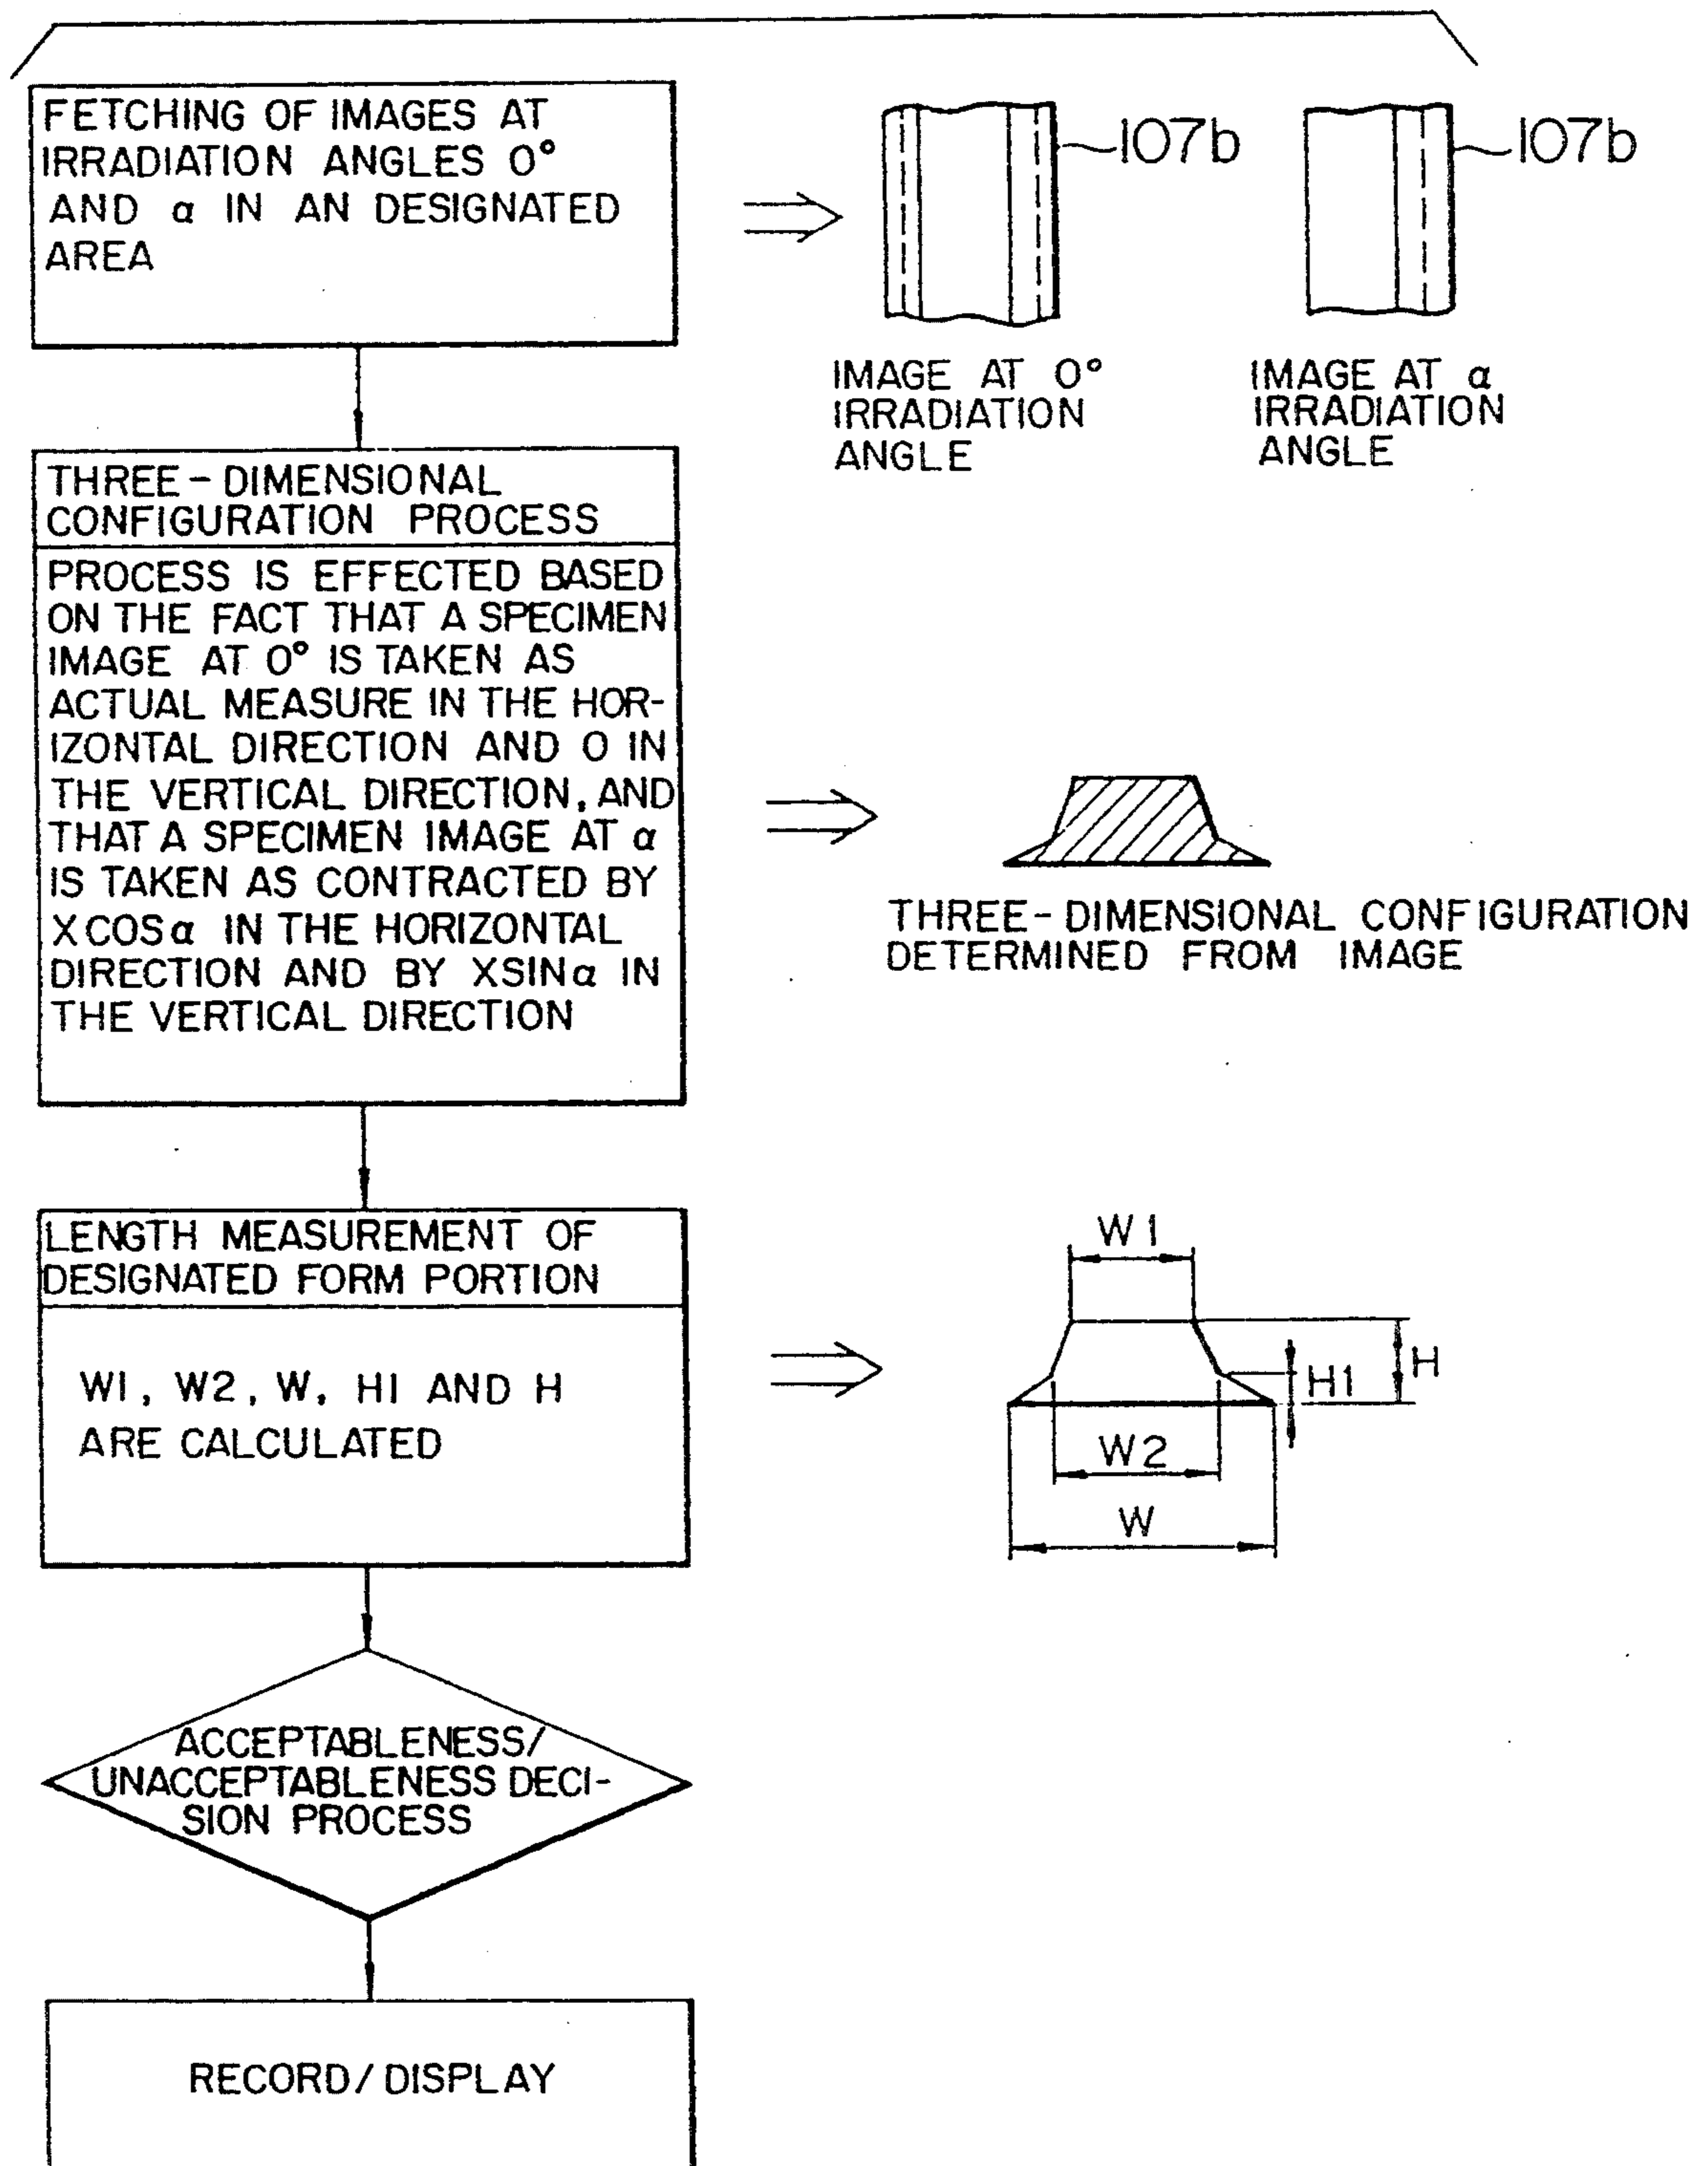 FETCHING OF IMAGES AT
IRRADIATION ANGLES 0°
AND α IN AN DESIGNATED
AREA
107b
107b
IMAGE AT 0°
IRRADIATION
ANGLE
IMAGE AT α
IRRADIATION
ANGLE
THREE-DIMENSIONAL
CONFIGURATION PROCESS
PROCESS IS EFFECTED BASED
ON THE FACT THAT A SPECIMEN
IMAGE AT 0° IS TAKEN AS
ACTUAL MEASURE IN THE HOR-
IZONTAL DIRECTION AND 0 IN
THE VERTICAL DIRECTION, AND
THAT A SPECIMEN IMAGE AT α
IS TAKEN AS CONTRACTED BY
XCOSα IN THE HORIZONTAL
DIRECTION AND BY XSINα IN
THE VERTICAL DIRECTION
THREE-DIMENSIONAL CONFIGURATION
DETERMINED FROM IMAGE
LENGTH MEASUREMENT OF
DESIGNATED FORM PORTION
W1, W2, W, H1 AND H
ARE CALCULATED
W1
H1
H
W2
W
ACCEPTABLENESS/
UNACCEPTABLENESS DECI-
SION PROCESS
RECORD/DISPLAY